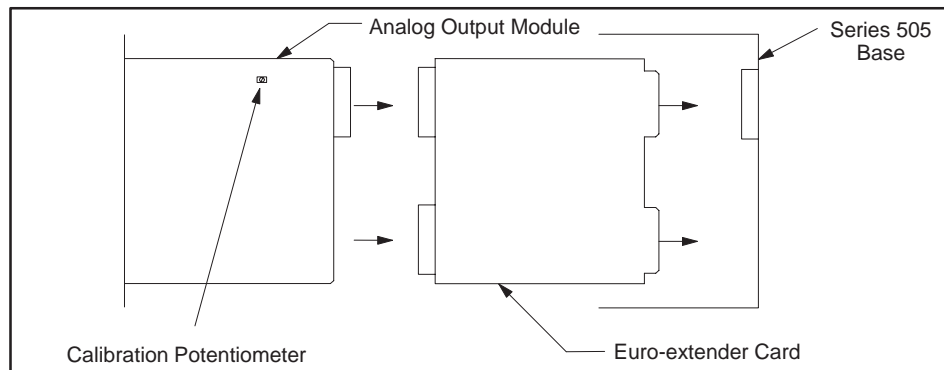 Analog Output Module
Series 505
Base
Calibration Potentiometer
Euro-extender Card